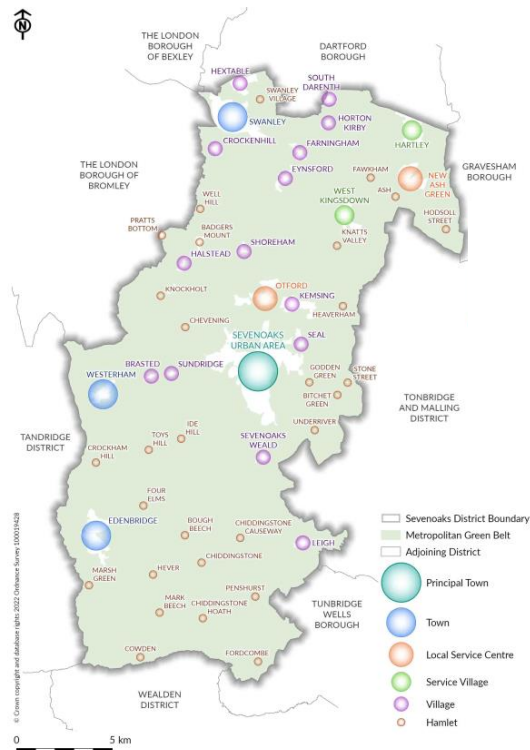 N
THE LONDON
BOROUGH
OF BEXLEY
DARTFORD
BOROUGH
HEXTABLE
SWANLEY
VILLAGE
SOUTH
DARENTH
SWANLEY
HORTON
KIRBY
HARTLEY
CROCKENHILL
FARNINGHAM
THE LONDON
BOROUGH OF
BROMLEY
EYNSFORD
FAWKHAM
NEW
ASH
GREEN
GRAVESHAM
BOROUGH
ASH
WEST
KINGSDOWN
WELL
HILL
HODSOLL
STREET
PRATTS
BOTTOM
BADGERS
MOUNT
SHOREHAM
KNATTS
VALLEY
HALSTEAD
KNOCKHOLT
OTFORD
KEMSING
HEAVERHAM
CHEVENING
SEVENOAKS
URBAN AREA
SEAL
BRASTED
SUNDRIDGE
GODDEN
GREEN
STONE
STREET
WESTERHAM
BITCHET
GREEN
TONBRIDGE
AND MALLING
DISTRICT
TANDRIDGE
DISTRICT
IDE
HILL
TOYS
HILL
UNDERRIVER
CROCKHAM
HILL
SEVENOAKS
WEALD
FOUR
ELMS
EDENBRIDGE
BOUGH
BEECH
CHIDDINGSTONE
CAUSEWAY
LEIGH
MARSH
GREEN
HEVER
CHIDDINGSTONE
PENSHURST
MARK
BEECH
CHIDDINGSTONE
HOATH
TUNBRIDGE
WELLS
BOROUGH
COWDEN
FORDCOMBE
WEALDEN
DISTRICT
Sevenoaks District Boundary
Metropolitan Green Belt
Adjoining District
Principal Town
Town
Local Service Centre
Service Village
Village
Hamlet
© Crown copyright and database rights 2022 Ordnance Survey 100019428
0 5 km